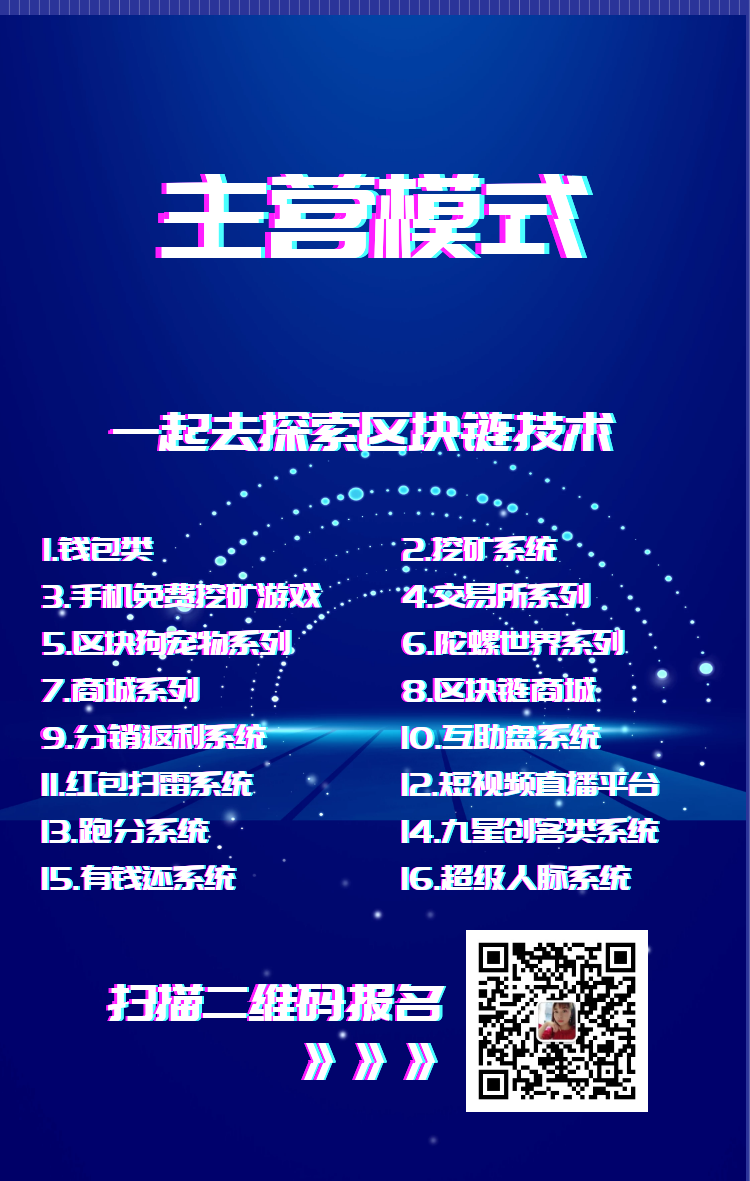 主营模式
一起去探索区块链技术
1.钱包类
2.挖矿系统
3.手机免费挖矿游戏
4.交易所系列
5.区块狗宠物系列
6.陀螺世界系列
7.商城系列
8.区块链商城
9.分销返利系统
10.互助盘系统
11.红包扫雷系统
12.短视频直播平台
13.跑分系统
14.九星创客类系统
15.有钱还系统
16.超级人脉系统
扫描二维码报名
》》》